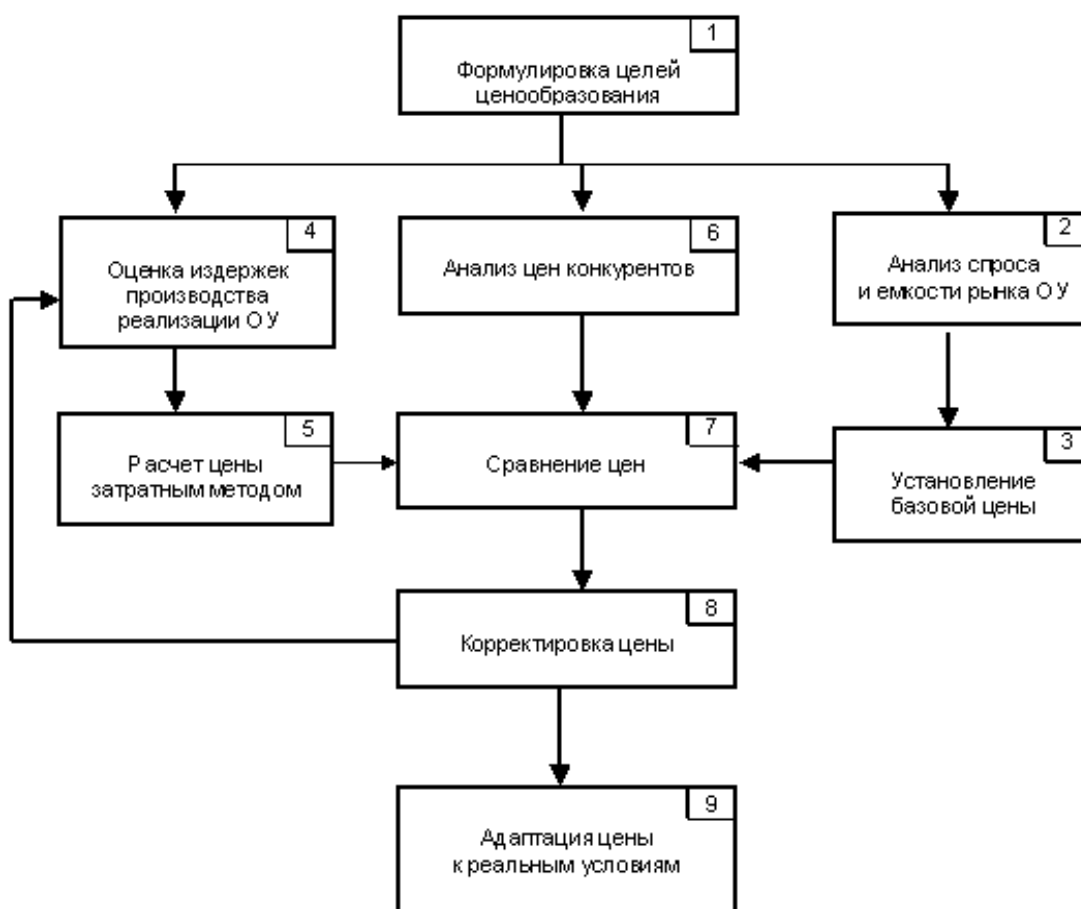 1
Формулировка целей
ценообразования
4
Оценка издержек
производства
реализации ОУ
6
Анализ цен конкурентов
2
Анализ спроса
и емкости рынка ОУ
5
Расчет цены
затратным методом
7
Сравнение цен
3
Установление
базовой цены
8
Корректировка цены
9
Адаптация цены
к реальным условиям